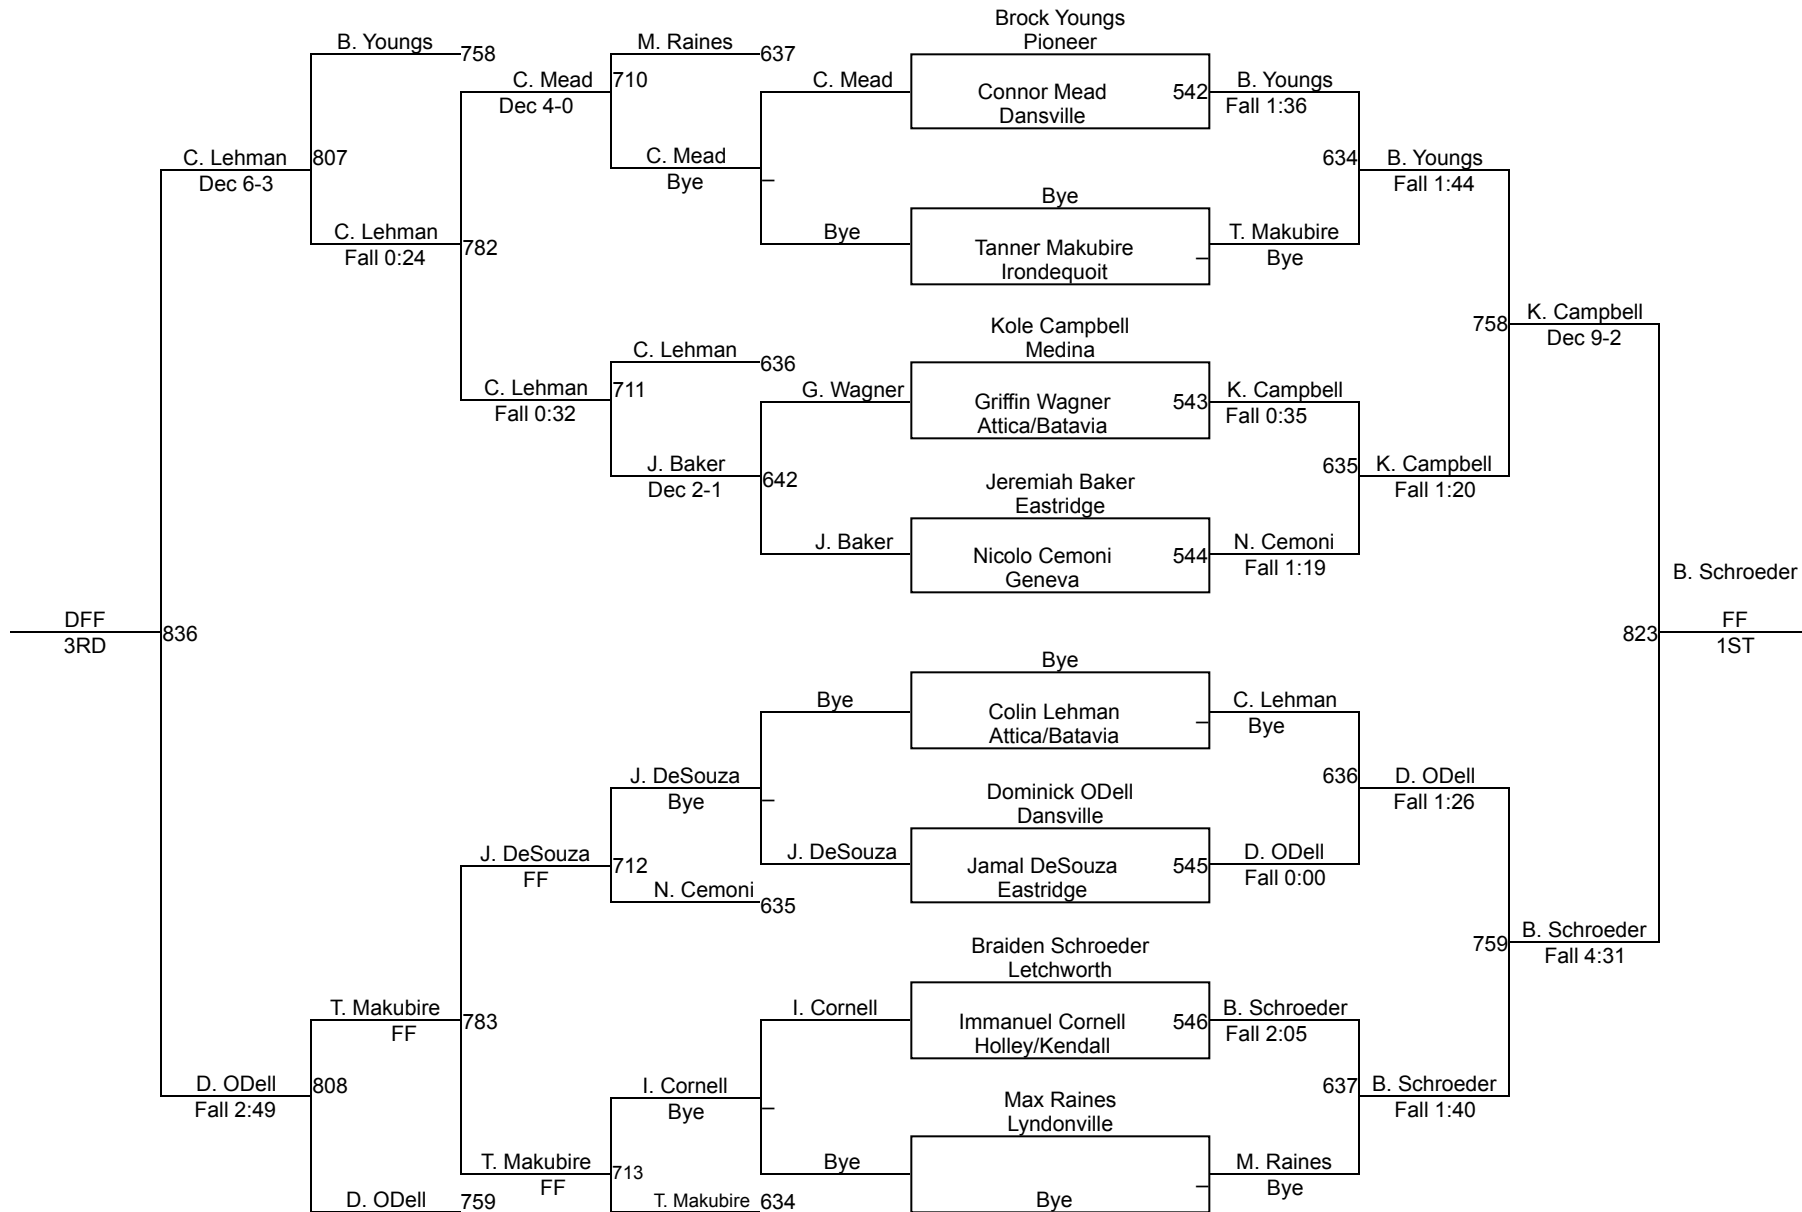 Brock Youngs
Pioneer
B. Youngs
758
M. Raines
637
C. Mead
Dec 4-0
710
C. Mead
Connor Mead
Dansville
542
B. Youngs
Fall 1:36
C. Lehman
Dec 6-3
807
C. Mead
Bye
634
B. Youngs
Fall 1:44
Bye
C. Lehman
Fall 0:24
782
Bye
Tanner Makubire
Irondequoit
T. Makubire
Bye
Kole Campbell
Medina
758
K. Campbell
Dec 9-2
C. Lehman
636
C. Lehman
Fall 0:32
711
G. Wagner
Griffin Wagner
Attica/Batavia
543
K. Campbell
Fall 0:35
J. Baker
Dec 2-1
642
Jeremiah Baker
Eastridge
635
K. Campbell
Fall 1:20
J. Baker
Nicolo Cemoni
Geneva
544
N. Cemoni
Fall 1:19
B. Schroeder
DFF
3RD
836
823
FF
1ST
Bye
Bye
Colin Lehman
Attica/Batavia
C. Lehman
Bye
J. DeSouza
Bye
Dominick ODell
Dansville
636
D. ODell
Fall 1:26
J. DeSouza
FF
712
J. DeSouza
Jamal DeSouza
Eastridge
545
D. ODell
Fall 0:00
N. Cemoni
635
Braiden Schroeder
Letchworth
759
B. Schroeder
Fall 4:31
T. Makubire
FF
783
I. Cornell
Immanuel Cornell
Holley/Kendall
546
B. Schroeder
Fall 2:05
D. ODell
Fall 2:49
808
I. Cornell
Bye
Max Raines
Lyndonville
637
B. Schroeder
Fall 1:40
T. Makubire
FF
713
Bye
M. Raines
Bye
D. ODell
759
T. Makubire
634
Bye